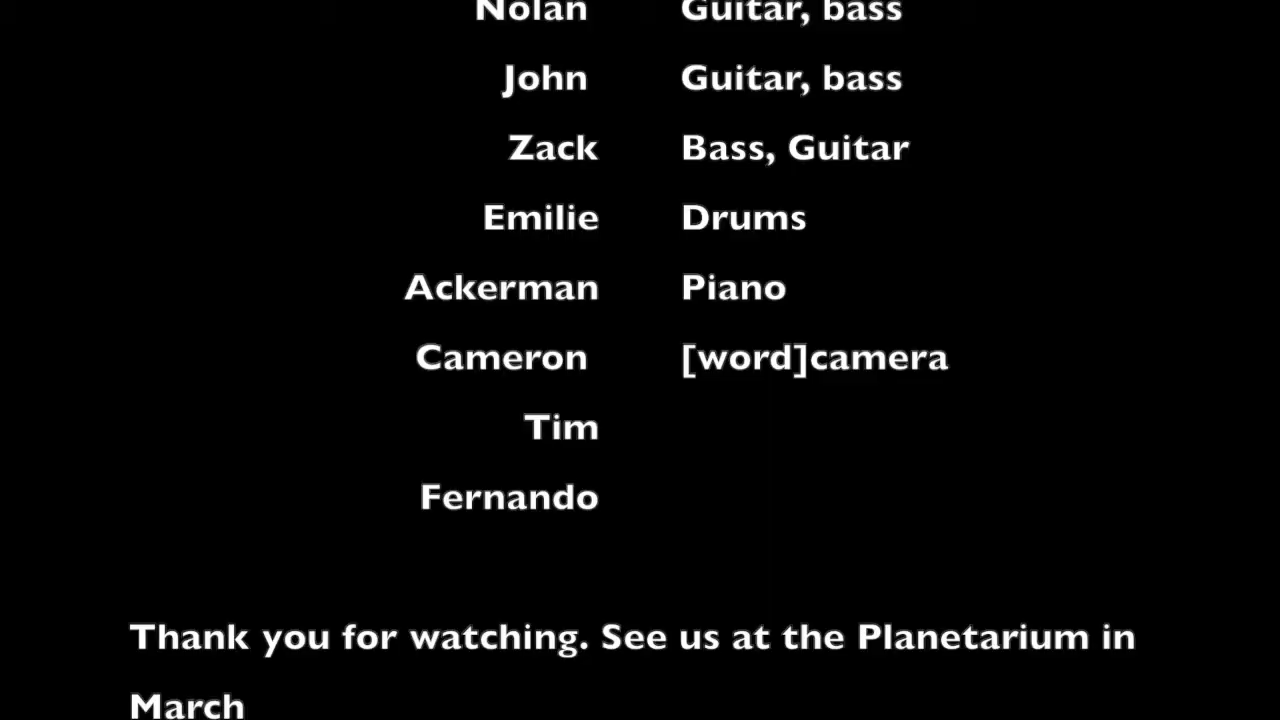 Nolan Guitar, bass
John Guitar, bass
Zack Bass, Guitar
Emilie Drums
Ackerman Piano
Cameron [word]camera
Tim
Fernando
Thank you for watching. See us at the Planetarium in
March